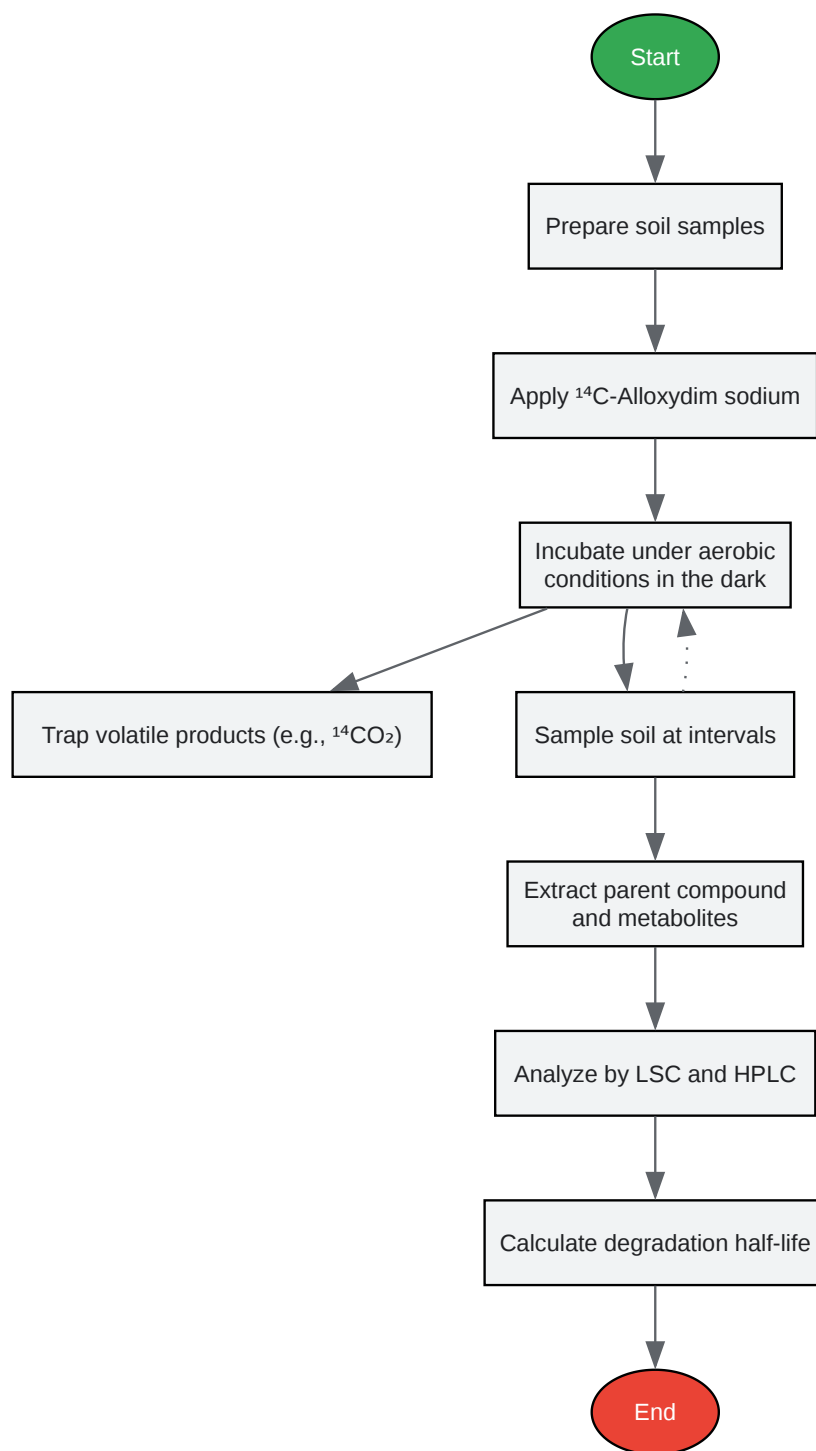 Start
Prepare soil samples
Apply ¹⁴C-Alloxydim sodium
Incubate under aerobic
conditions in the dark
Trap volatile products (e.g., ¹⁴CO₂)
Sample soil at intervals
Extract parent compound
and metabolites
Analyze by LSC and HPLC
Calculate degradation half-life
End